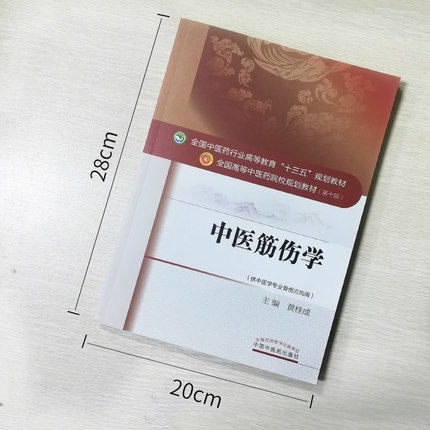 全国中医药行业高等教育“十三五”规划教材
全国高等中医药院校规划教材（第十版）
中医筋伤学
（供中医学专业骨伤方向用）
主编 黄桂成
中国中医药出版社
28cm
20cm